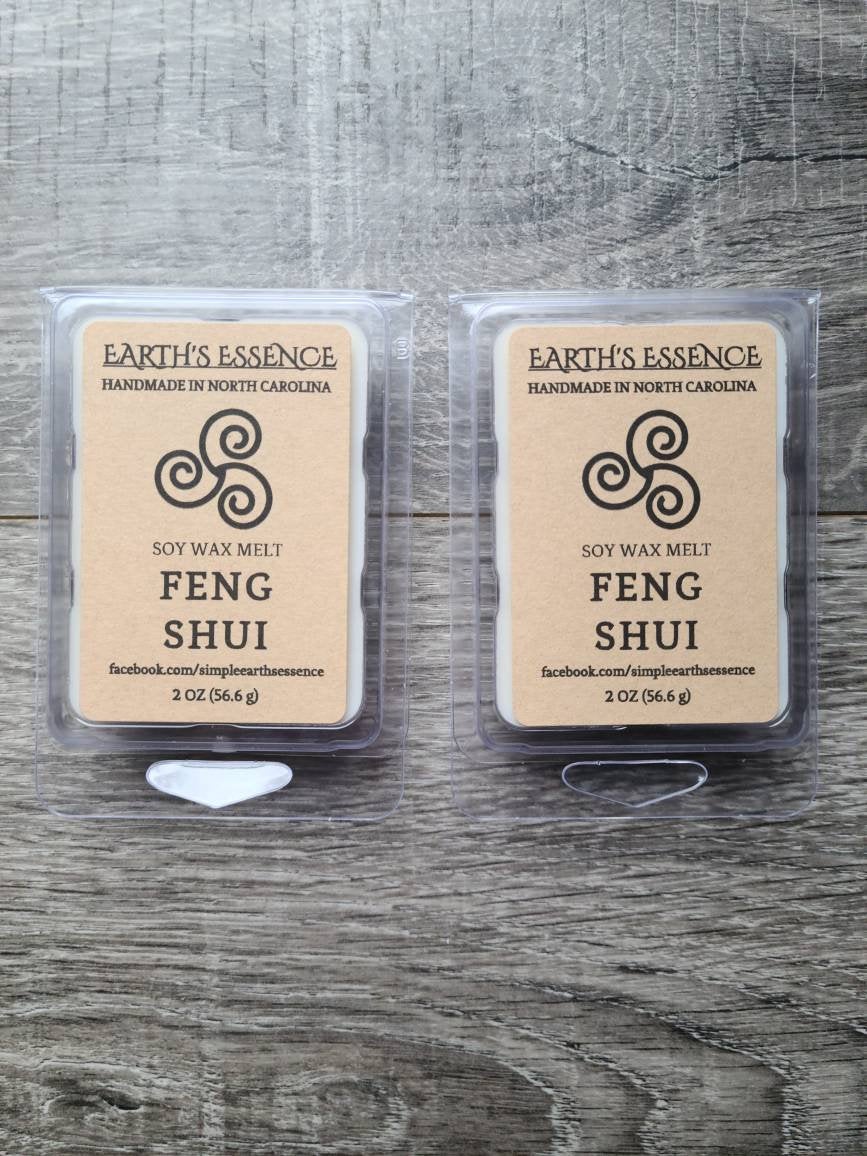 EARTH'S ESSENCE
HANDMADE IN NORTH CAROLINA
SOY WAX MELT
FENG
SHUI
facebook.com/simpleearthsessence
2 OZ (56.6 g)
EARTH'S ESSENCE
HANDMADE IN NORTH CAROLINA
SOY WAX MELT
FENG
SHUI
facebook.com/simpleearthsessence
2 OZ (56.6 g)